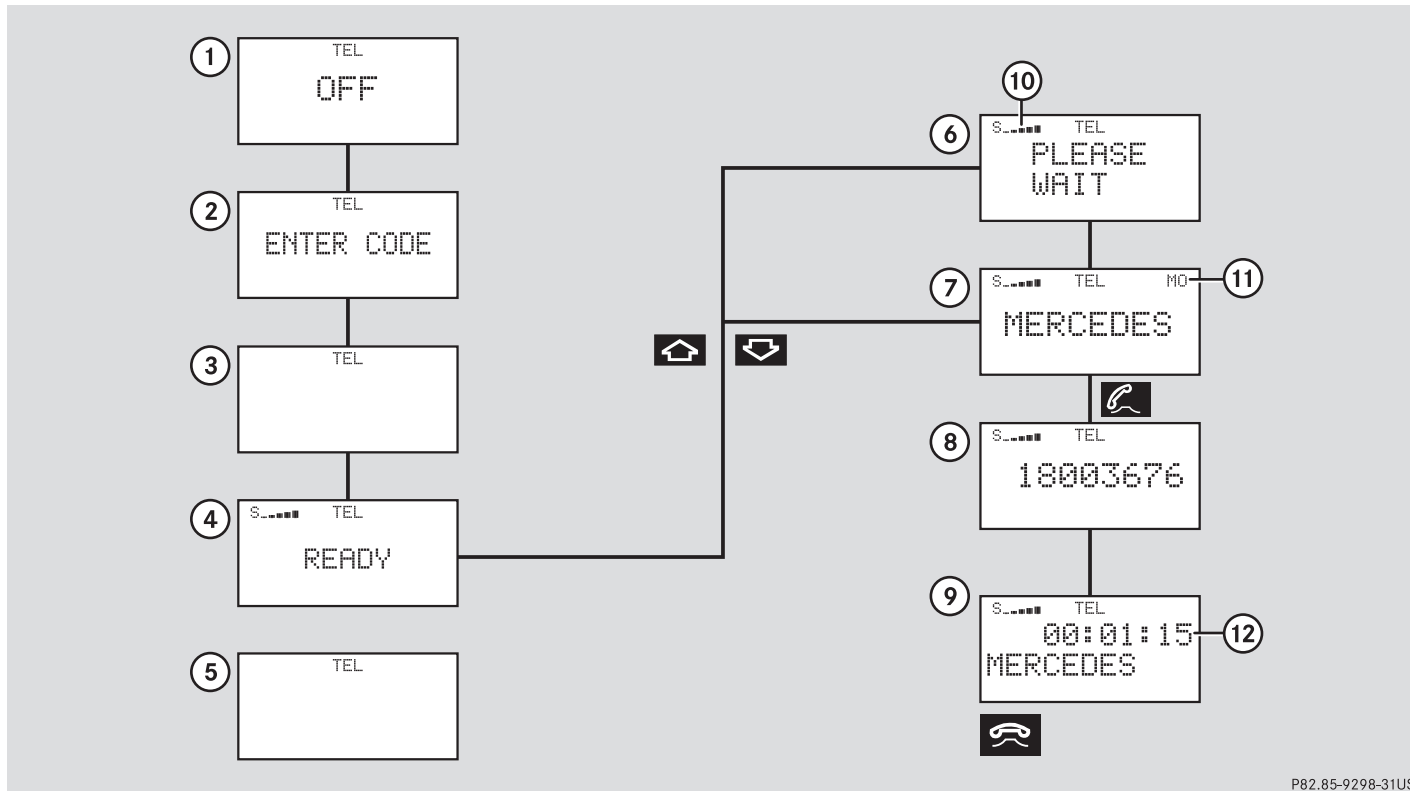 1
TEL
OFF
2
TEL
ENTER CODE
3
TEL
4
S TEL
READY
5
TEL
10
6
S TEL
PLEASE
WAIT
7
S TEL MO
11
MERCEDES
8
S TEL
18003676
9
S TEL
00:01:15
12
MERCEDES
P82.85-9298-31US